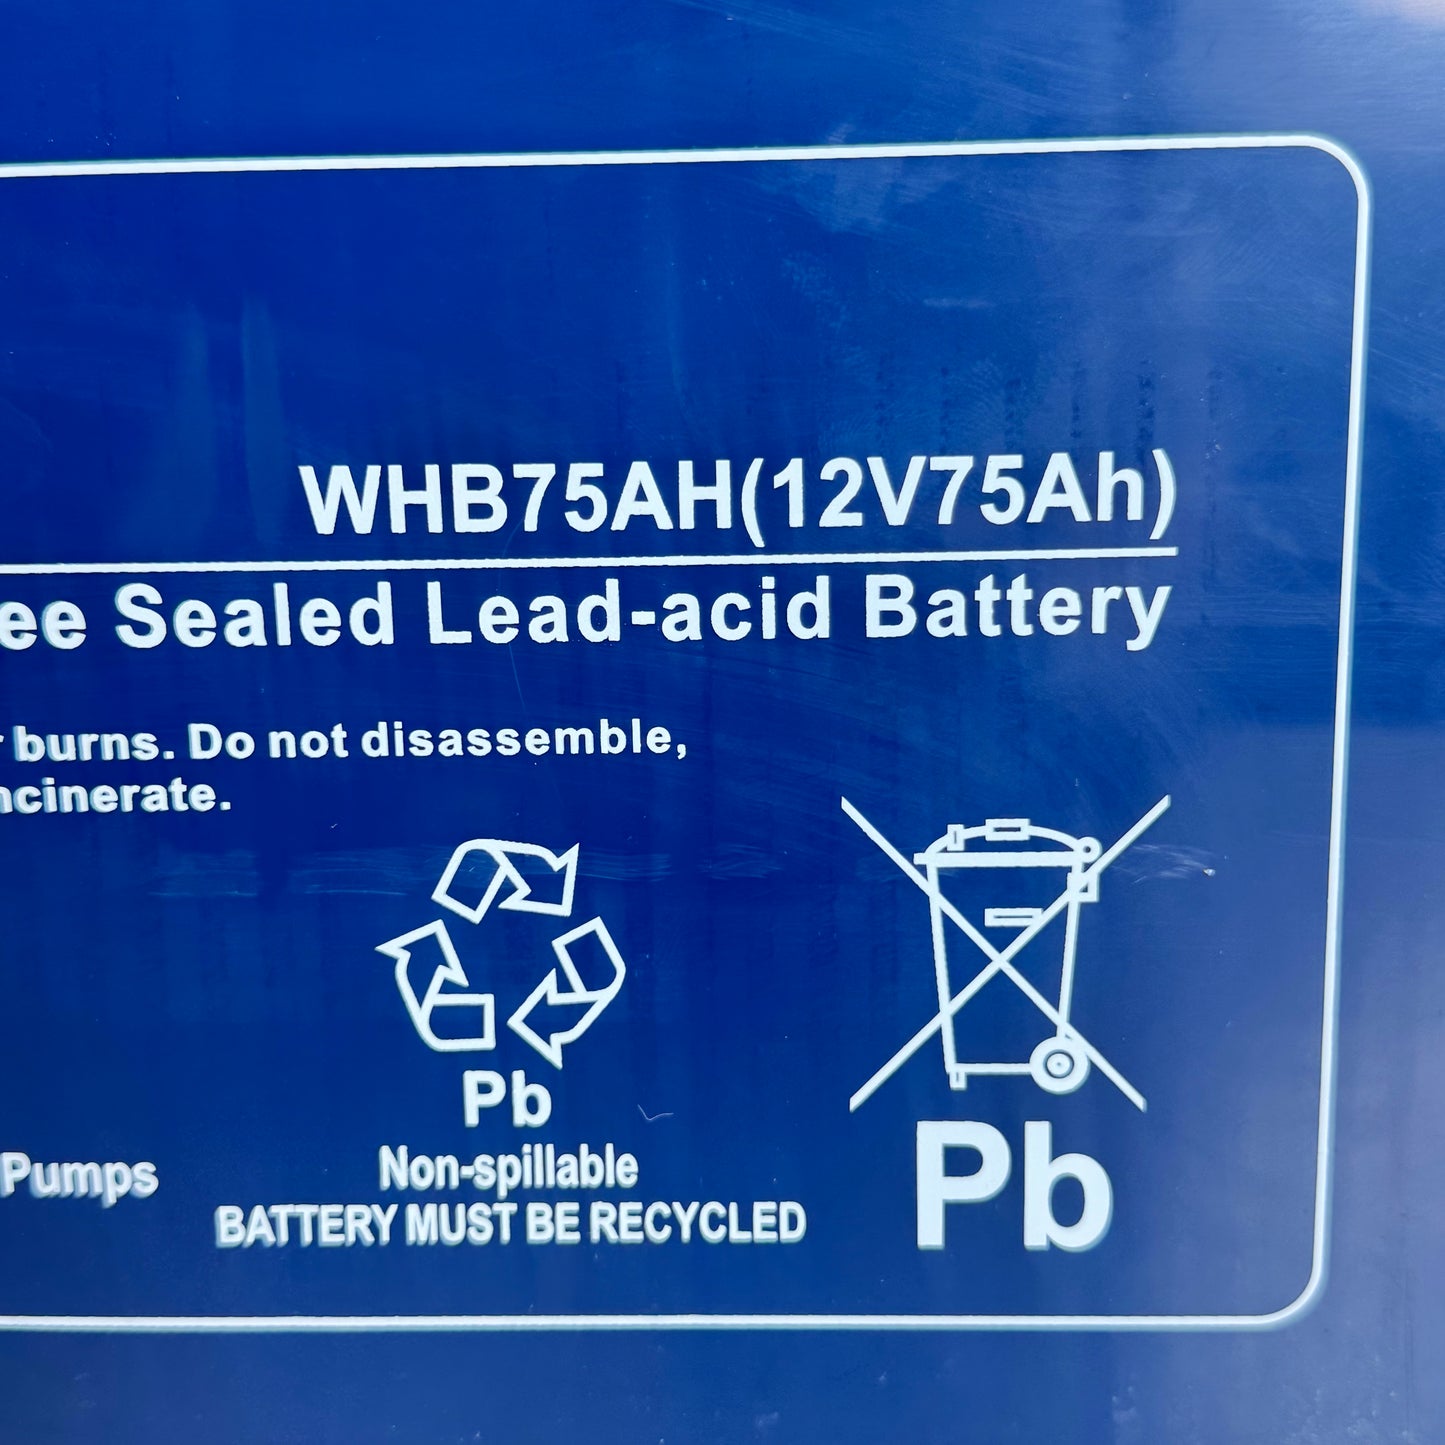 WHB75AH(12V75Ah)
ee Sealed Lead-acid Battery
burns. Do not disassemble,
ncinerate.
Pb
Non-spillable
BATTERY MUST BE RECYCLED
Pumps
Pb